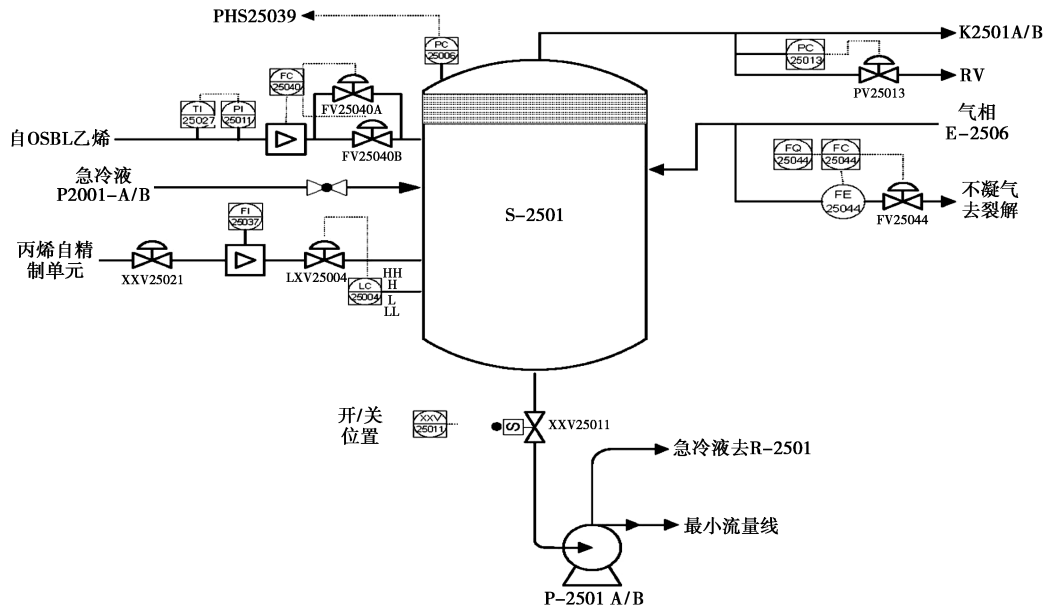 PHS25039
PC
25006
K2501A/B
PC
25013
PV25013
RV
FC
25040
FV25040A
TI
25027
PI
25011
自OSBL乙烯
FV25040B
气相
E-2506
急冷液
P2001-A/B
FQ
25044
FC
25044
FE
25044
FV25044
不凝气
去裂解
S-2501
FI
25037
丙烯自精
制单元
XXV25021
LXV25004
LC
25004
HH
H
L
LL
开/关
位置
XXV
25011
S
XXV25011
急冷液去R-2501
最小流量线
P-2501 A/B